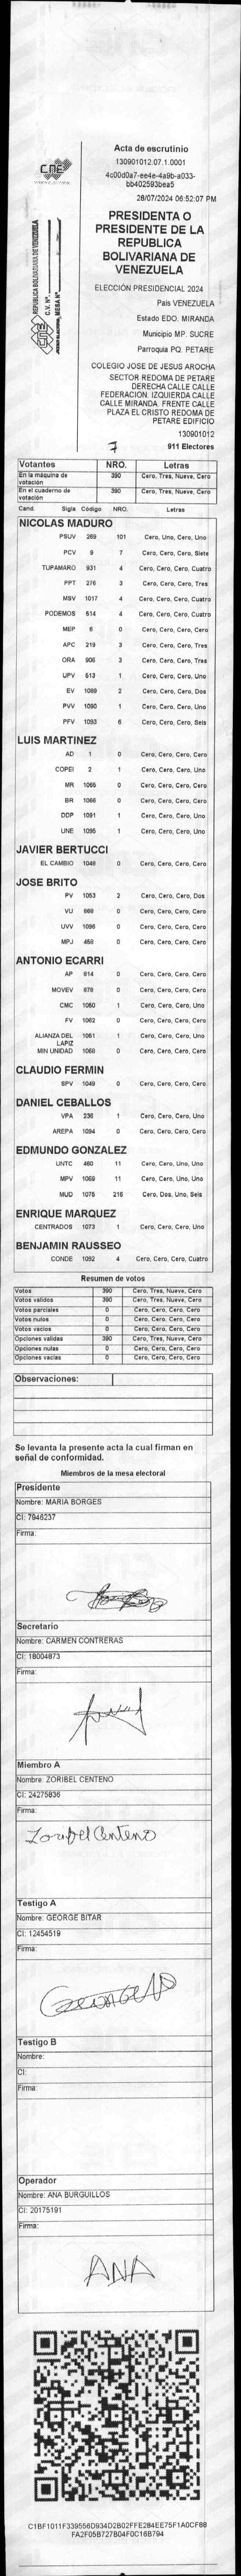 CNE
REPÚBLICA BOLIVARIANA DE VENEZUELA
C.V. Nº
MESA Nº
CNE
Acta de escrutinio
130901012.07.1.0001
4c00d0a7-ee4e-4a9b-a033-
bb402593bea5
28/07/2024 06:52:07 PM
PRESIDENTA O
PRESIDENTE DE LA
REPUBLICA
BOLIVARIANA DE
VENEZUELA
ELECCIÓN PRESIDENCIAL 2024
País VENEZUELA
Estado EDO. MIRANDA
Municipio MP. SUCRE
Parroquia PQ. PETARE
COLEGIO JOSE DE JESUS AROCHA
SECTOR REDOMA DE PETARE
DERECHA CALLE CALLE
FEDERACION. IZQUIERDA CALLE
CALLE MIRANDA. FRENTE CALLE
PLAZA EL CRISTO REDOMA DE
PETARE EDIFICIO
130901012
7
911 Electores
Votantes NRO. Letras
En la máquina de votación 390 Cero, Tres, Nueve, Cero
En el cuaderno de votación 390 Cero, Tres, Nueve, Cero
Cand. Sigla Código NRO. Letras
NICOLAS MADURO
PSUV 269 101 Cero, Uno, Cero, Uno
PCV 9 7 Cero, Cero, Cero, Siete
TUPAMARO 931 4 Cero, Cero, Cero, Cuatro
PPT 276 3 Cero, Cero, Cero, Tres
MSV 1017 4 Cero, Cero, Cero, Cuatro
PODEMOS 514 4 Cero, Cero, Cero, Cuatro
MEP 6 0 Cero, Cero, Cero, Cero
APC 219 3 Cero, Cero, Cero, Tres
ORA 906 3 Cero, Cero, Cero, Tres
UPV 513 1 Cero, Cero, Cero, Uno
EV 1089 2 Cero, Cero, Cero, Dos
PVV 1090 1 Cero, Cero, Cero, Uno
PFV 1093 6 Cero, Cero, Cero, Seis
LUIS MARTINEZ
AD 1 0 Cero, Cero, Cero, Cero
COPEI 2 1 Cero, Cero, Cero, Uno
MR 1065 0 Cero, Cero, Cero, Cero
BR 1066 0 Cero, Cero, Cero, Cero
DDP 1091 1 Cero, Cero, Cero, Uno
UNE 1095 1 Cero, Cero, Cero, Uno
JAVIER BERTUCCI
EL CAMBIO 1048 0 Cero, Cero, Cero, Cero
JOSE BRITO
PV 1053 2 Cero, Cero, Cero, Dos
VU 869 0 Cero, Cero, Cero, Cero
UVV 1096 0 Cero, Cero, Cero, Cero
MPJ 458 0 Cero, Cero, Cero, Cero
ANTONIO ECARRI
AP 814 0 Cero, Cero, Cero, Cero
MOVEV 878 0 Cero, Cero, Cero, Cero
CMC 1050 1 Cero, Cero, Cero, Uno
FV 1062 0 Cero, Cero, Cero, Cero
ALIANZA DEL LAPIZ 1051 1 Cero, Cero, Cero, Uno
MIN UNIDAD 1068 0 Cero, Cero, Cero, Cero
CLAUDIO FERMIN
SPV 1049 0 Cero, Cero, Cero, Cero
DANIEL CEBALLOS
VPA 236 1 Cero, Cero, Cero, Uno
AREPA 1094 0 Cero, Cero, Cero, Cero
EDMUNDO GONZALEZ
UNTC 460 11 Cero, Cero, Uno, Uno
MPV 1069 11 Cero, Cero, Uno, Uno
MUD 1075 216 Cero, Dos, Uno, Seis
ENRIQUE MARQUEZ
CENTRADOS 1073 1 Cero, Cero, Cero, Uno
BENJAMIN RAUSSEO
CONDE 1092 4 Cero, Cero, Cero, Cuatro
Resumen de votos
Votos 390 Cero, Tres, Nueve, Cero
Votos validos 390 Cero, Tres, Nueve, Cero
Votos parciales 0 Cero, Cero, Cero, Cero
Votos nulos 0 Cero, Cero, Cero, Cero
Votos vacios 0 Cero, Cero, Cero, Cero
Opciones validas 390 Cero, Tres, Nueve, Cero
Opciones nulas 0 Cero, Cero, Cero, Cero
Opciones vacias 0 Cero, Cero, Cero, Cero
Observaciones:
Se levanta la presente acta la cual firman en
señal de conformidad.
Miembros de la mesa electoral
Presidente
Nombre: MARIA BORGES
CI: 7946237
Firma:
Secretario
Nombre: CARMEN CONTRERAS
CI: 18004873
Firma:
Miembro A
Nombre: ZORIBEL CENTENO
CI: 24275836
Firma:
Zoribel Centeno
Testigo A
Nombre: GEORGE BITAR
CI: 12454519
Firma:
Testigo B
Nombre:
CI:
Firma:
Operador
Nombre: ANA BURGUILLOS
CI: 20175191
Firma:
ANA
C1BF1011F339556D934D2B02FFE284EE75F1A0CF88
FA2F05B727B04F0C16B794